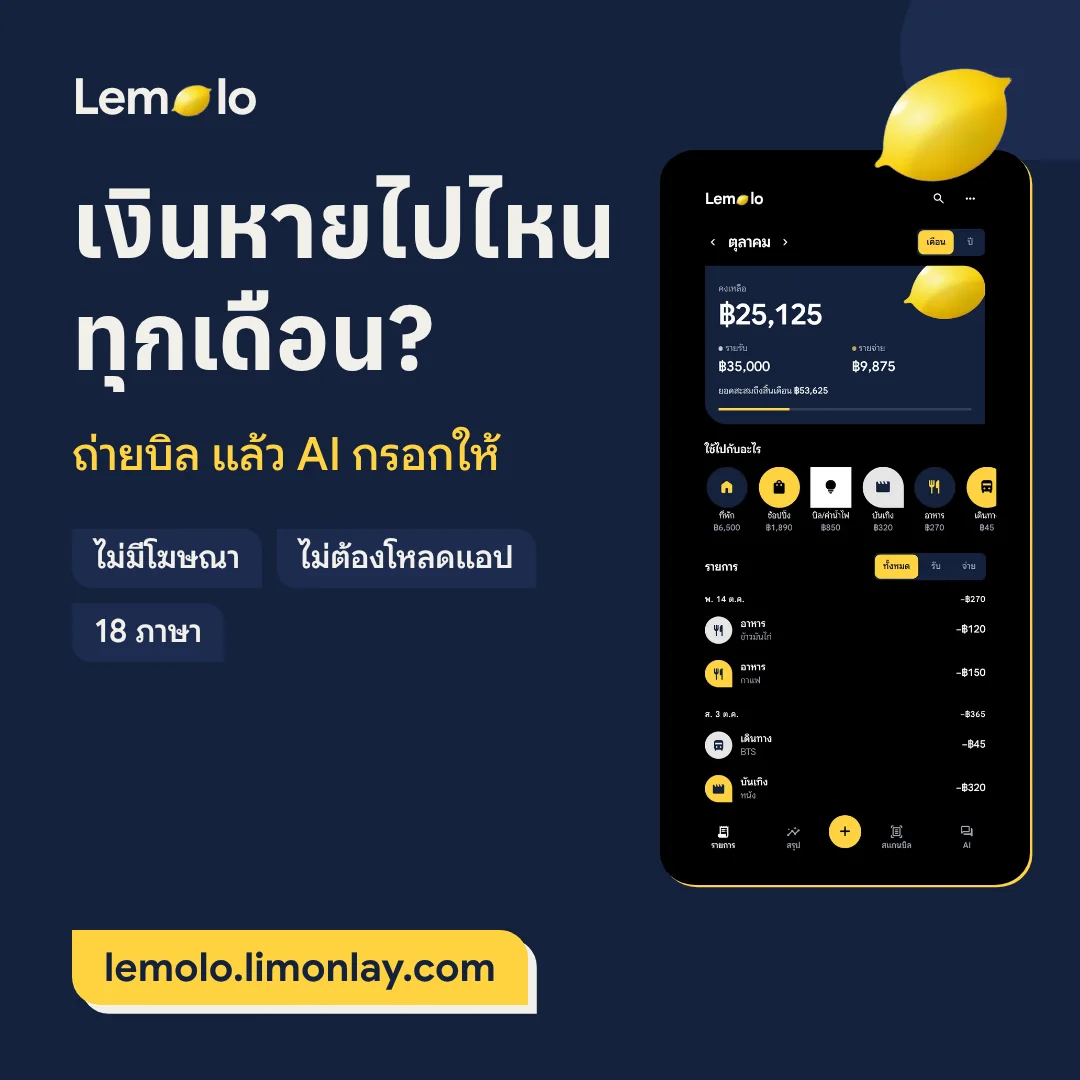 Lemolo
เงินหายไปไหน
ทุกเดือน?
ถ่ายบิล แล้ว AI กรอกให้
ไม่มีโฆษณา
ไม่ต้องโหลดแอป
18 ภาษา
lemolo.limonlay.com
Lemolo
ตุลาคม
เดือน ปี
คงเหลือ
฿25,125
รายรับ รายจ่าย
฿35,000 ฿9,875
ยอดสะสมถึงสิ้นเดือน ฿53,625
ใช้ไปกับอะไร
ที่พัก ช้อปปิ้ง บิล/ค่าน้ำไฟ บันเทิง อาหาร เดินทา
฿6,500 ฿1,890 ฿850 ฿320 ฿270 ฿45
รายการ ทั้งหมด รับ จ่าย
พ. 14 ต.ค. -฿270
อาหาร
ข้าวมันไก่ -฿120
อาหาร
กาแฟ -฿150
ส. 3 ต.ค. -฿365
เดินทาง
BTS -฿45
บันเทิง
หนัง -฿320
รายการ สรุป + สแกนบิล AI